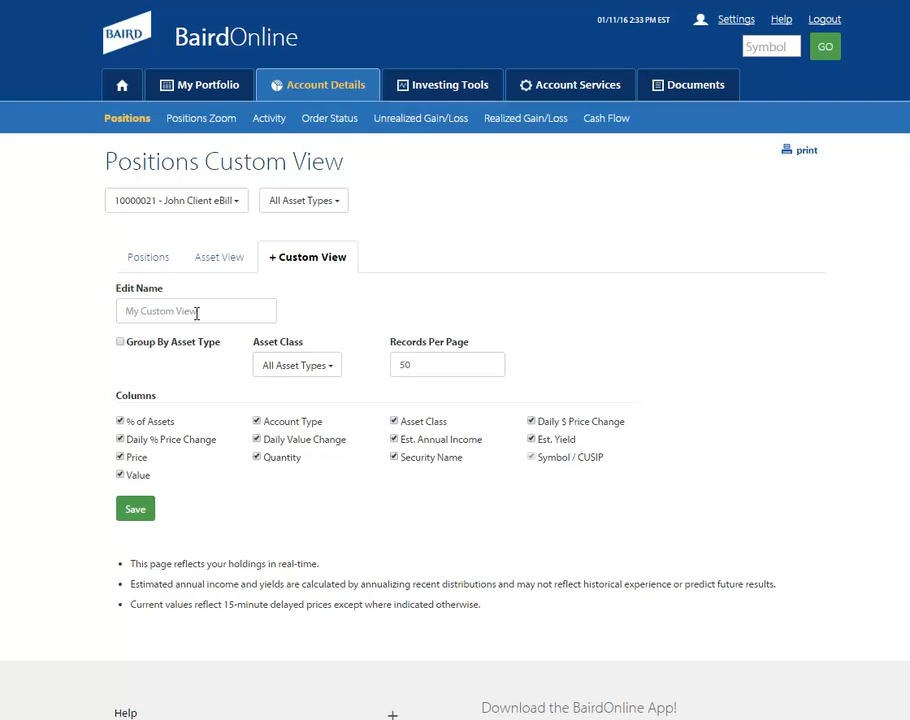 BAIRD
BairdOnline
01/11/16 2:33 PM EST
Settings
Help
Logout
Symbol
GO
My Portfolio
Account Details
Investing Tools
Account Services
Documents
Positions
Positions Zoom
Activity
Order Status
Unrealized Gain/Loss
Realized Gain/Loss
Cash Flow
Positions Custom View
print
10000021 - John Client eBill
All Asset Types
Positions
Asset View
+ Custom View
Edit Name
My Custom View
Group By Asset Type
Asset Class
Records Per Page
All Asset Types
50
Columns
% of Assets
Account Type
Asset Class
Daily $ Price Change
Daily % Price Change
Daily Value Change
Est. Annual Income
Est. Yield
Price
Quantity
Security Name
Symbol / CUSIP
Value
Save
• This page reflects your holdings in real-time.
• Estimated annual income and yields are calculated by annualizing recent distributions and may not reflect historical experience or predict future results.
• Current values reflect 15-minute delayed prices except where indicated otherwise.
Help
+
Download the BairdOnline App!